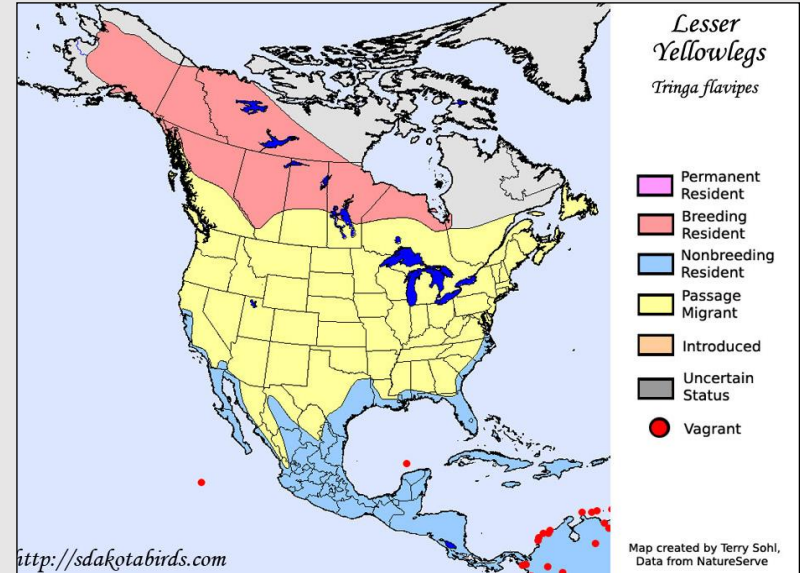 Lesser
Yellowlegs
Tringa flavipes
Permanent
Resident
Breeding
Resident
Nonbreeding
Resident
Passage
Migrant
Introduced
Uncertain
Status
Vagrant
Map created by Terry Sohl,
Data from NatureServe
http://sdakotabirds.com